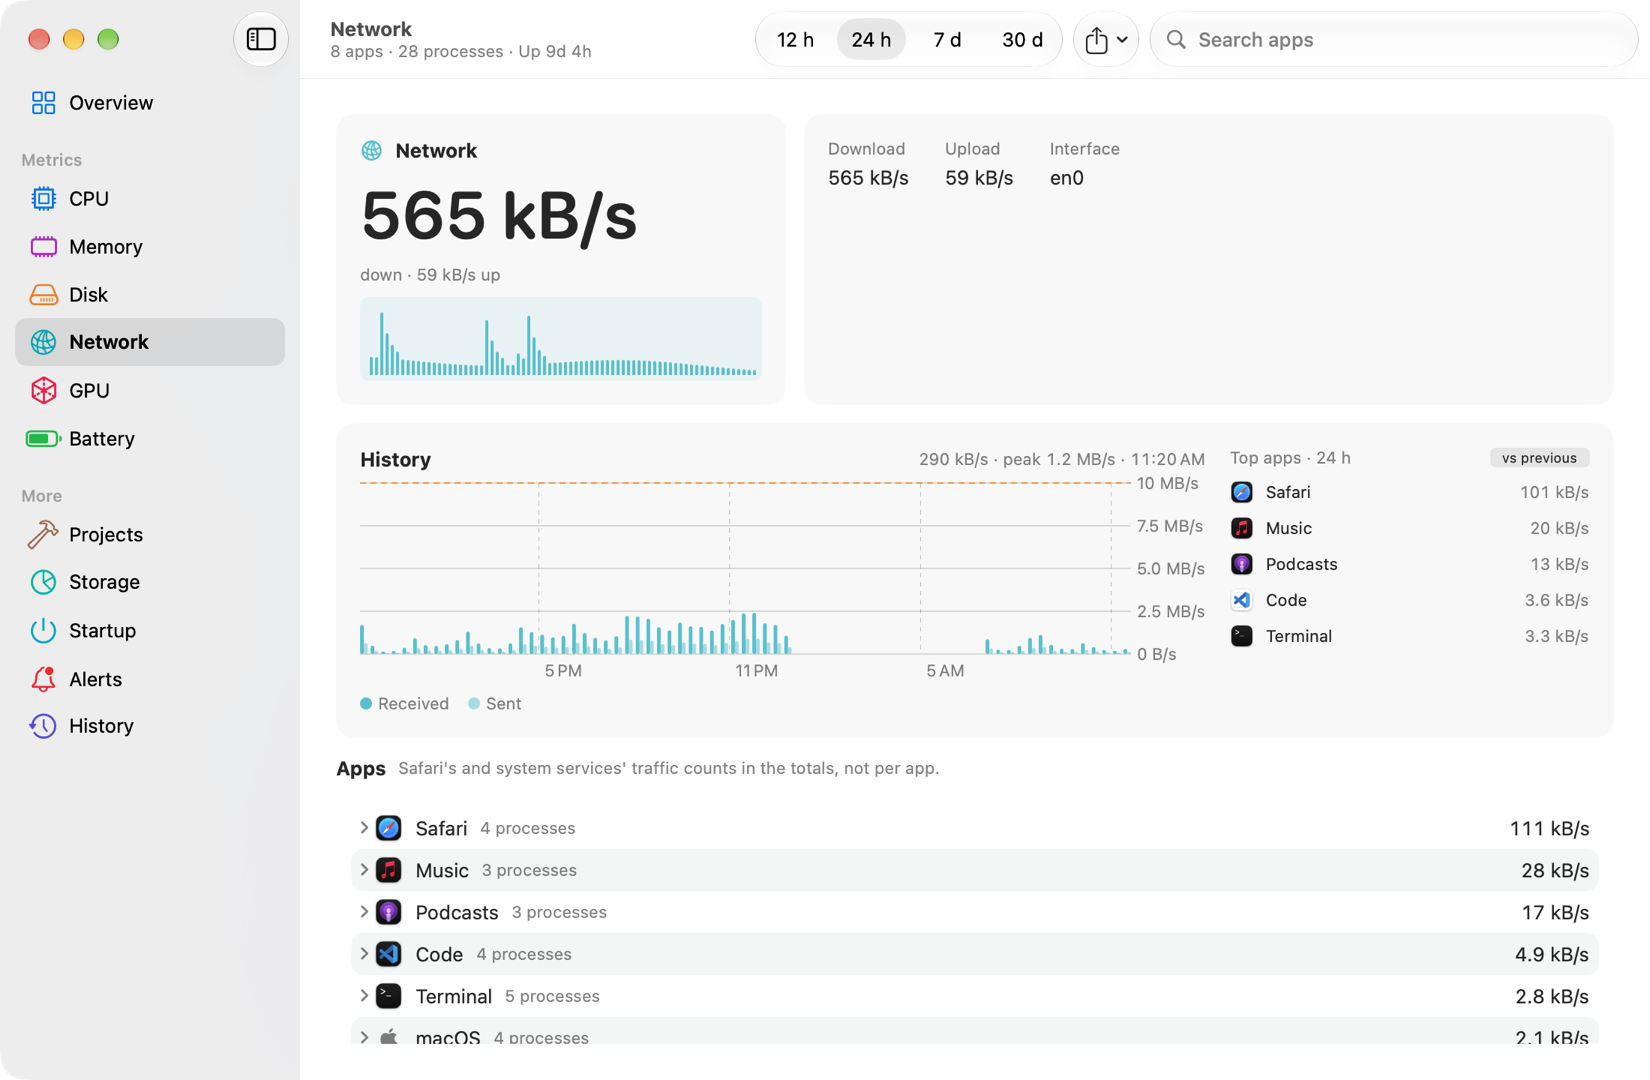 Network
8 apps · 28 processes · Up 9d 4h
12 h
24 h
7 d
30 d
Search apps
Overview
Metrics
CPU
Memory
Disk
Network
GPU
Battery
More
Projects
Storage
Startup
Alerts
History
Network
565 kB/s
down · 59 kB/s up
Download
565 kB/s
Upload
59 kB/s
Interface
en0
History
290 kB/s · peak 1.2 MB/s · 11:20 AM
10 MB/s
7.5 MB/s
5.0 MB/s
2.5 MB/s
0 B/s
5 PM
11 PM
5 AM
Received
Sent
Top apps · 24 h
vs previous
Safari 101 kB/s
Music 20 kB/s
Podcasts 13 kB/s
Code 3.6 kB/s
Terminal 3.3 kB/s
Apps Safari's and system services' traffic counts in the totals, not per app.
Safari 4 processes 111 kB/s
Music 3 processes 28 kB/s
Podcasts 3 processes 17 kB/s
Code 4 processes 4.9 kB/s
Terminal 5 processes 2.8 kB/s
macOS 4 processes 2.1 kB/s